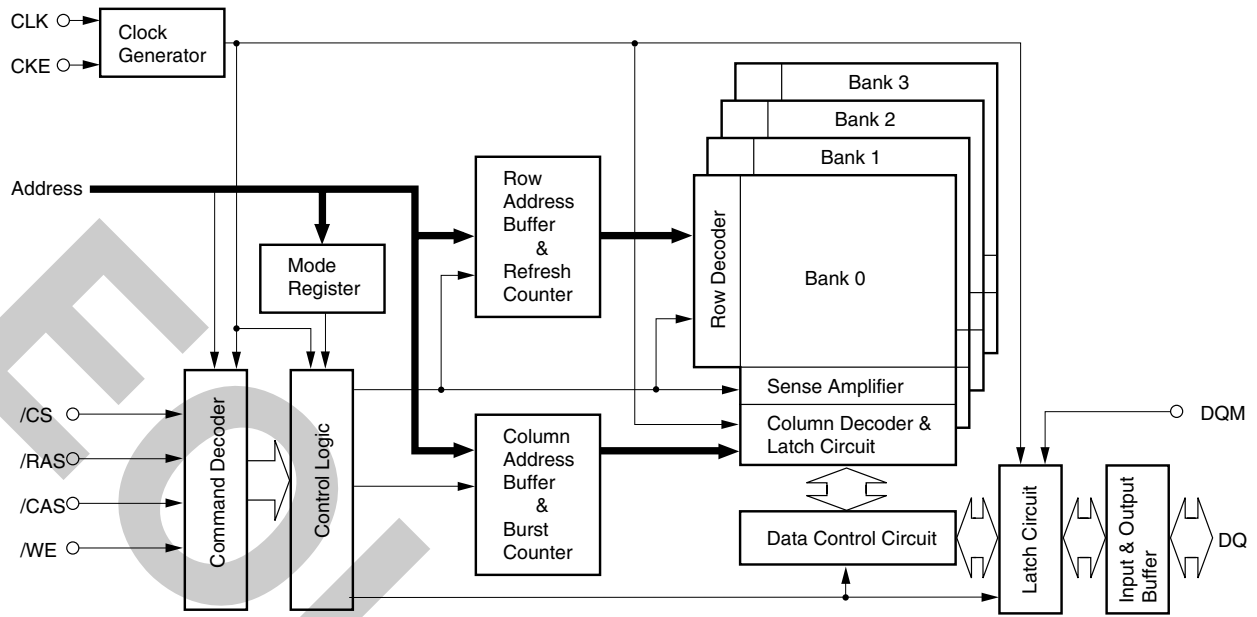 CLK
CKE
Clock
Generator
Address
Mode
Register
Row
Address
Buffer
&
Refresh
Counter
Bank 3
Bank 2
Bank 1
Bank 0
Row Decoder
Sense Amplifier
Column Decoder &
Latch Circuit
/CS
/RAS
/CAS
/WE
Command Decoder
Control Logic
Column
Address
Buffer
&
Burst
Counter
Data Control Circuit
Latch Circuit
Input & Output
Buffer
DQM
DQ